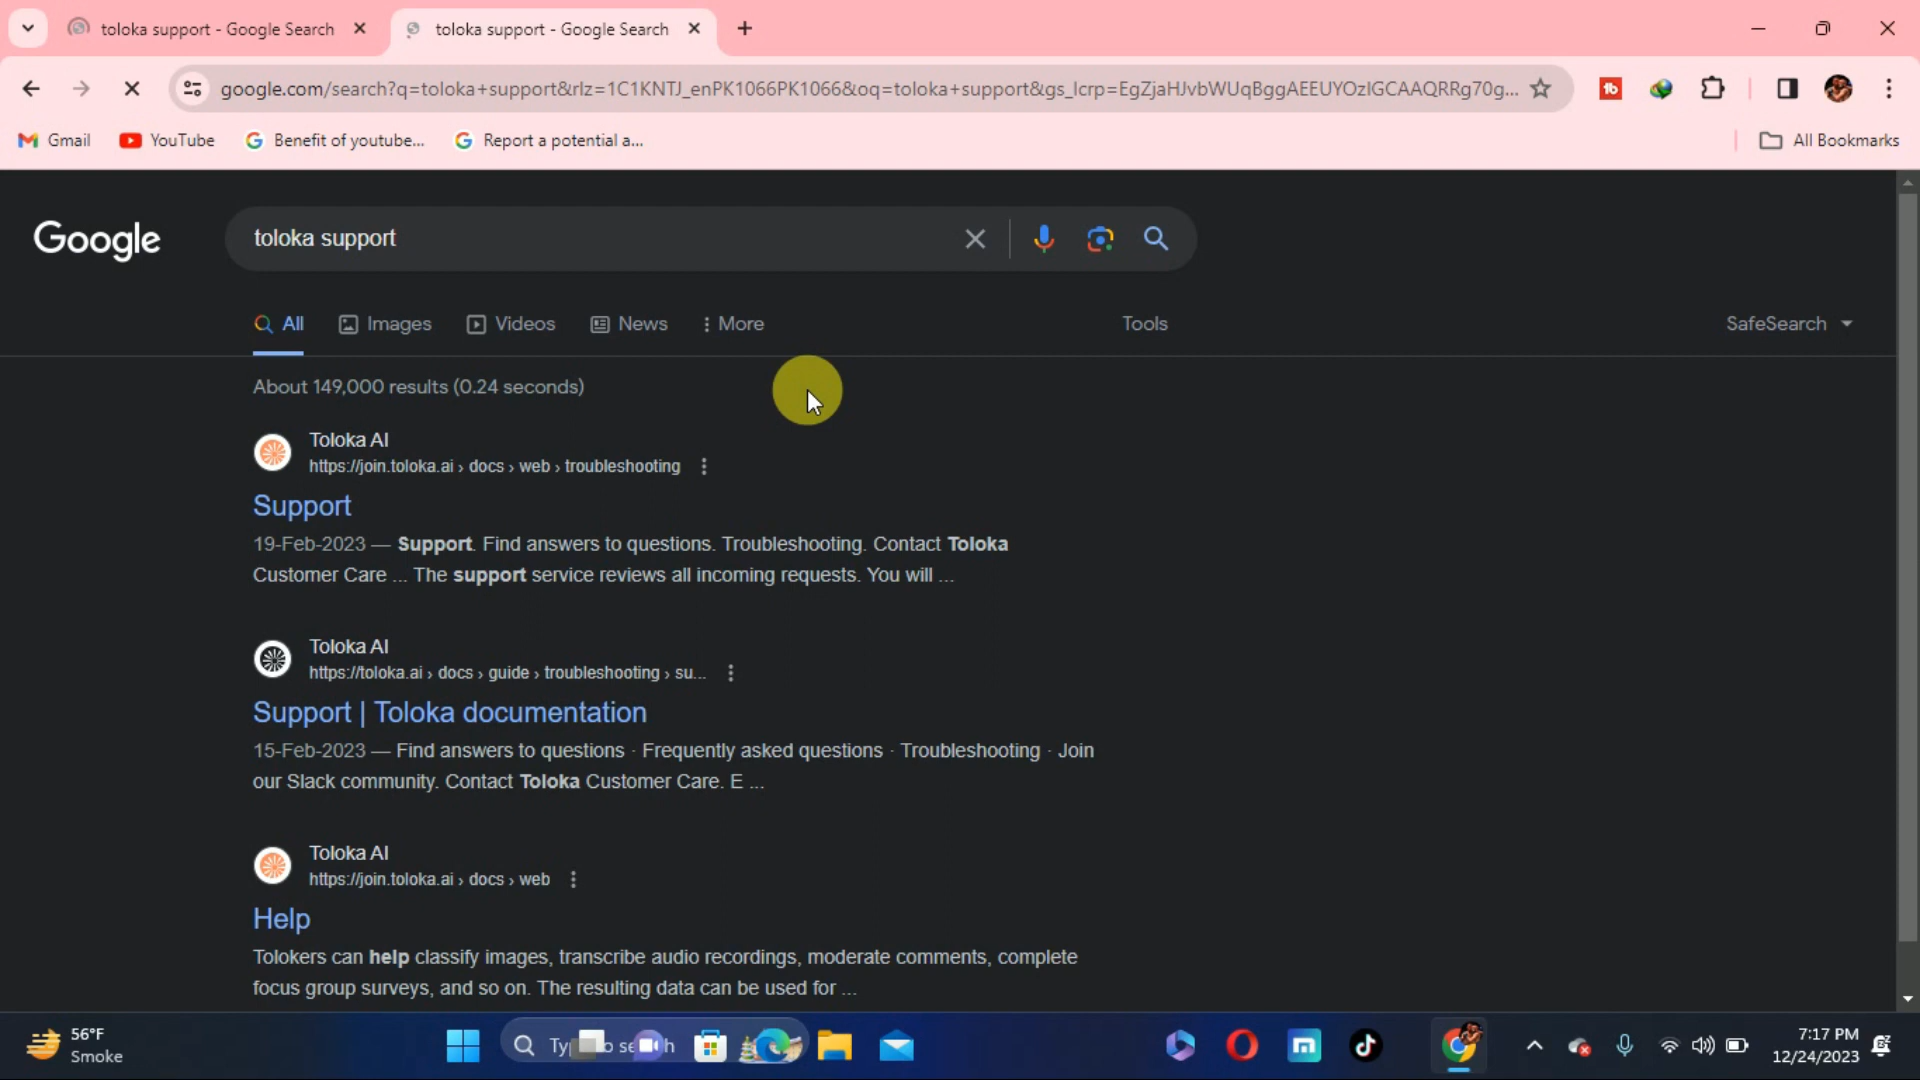 toloka support - Google Search
toloka support - Google Search
google.com/search?q=toloka+support&rlz=1C1KNTJ_enPK1066PK1066&oq=toloka+support&gs_lcrp=EgZjaHJvbWUqBggAEEUYOzIGCAAQRRg70g...
Gmail
YouTube
Benefit of youtube...
Report a potential a...
All Bookmarks
Google
toloka support
All
Images
Videos
News
More
Tools
SafeSearch
About 149,000 results (0.24 seconds)
Toloka AI
https://join.toloka.ai › docs › web › troubleshooting
Support
19-Feb-2023 — Support. Find answers to questions. Troubleshooting. Contact Toloka
Customer Care ... The support service reviews all incoming requests. You will ...
Toloka AI
https://toloka.ai › docs › guide › troubleshooting › su...
Support | Toloka documentation
15-Feb-2023 — Find answers to questions · Frequently asked questions · Troubleshooting · Join
our Slack community. Contact Toloka Customer Care. E ...
Toloka AI
https://join.toloka.ai › docs › web
Help
Tolokers can help classify images, transcribe audio recordings, moderate comments, complete
focus group surveys, and so on. The resulting data can be used for ...
56°F
Smoke
7:17 PM
12/24/2023